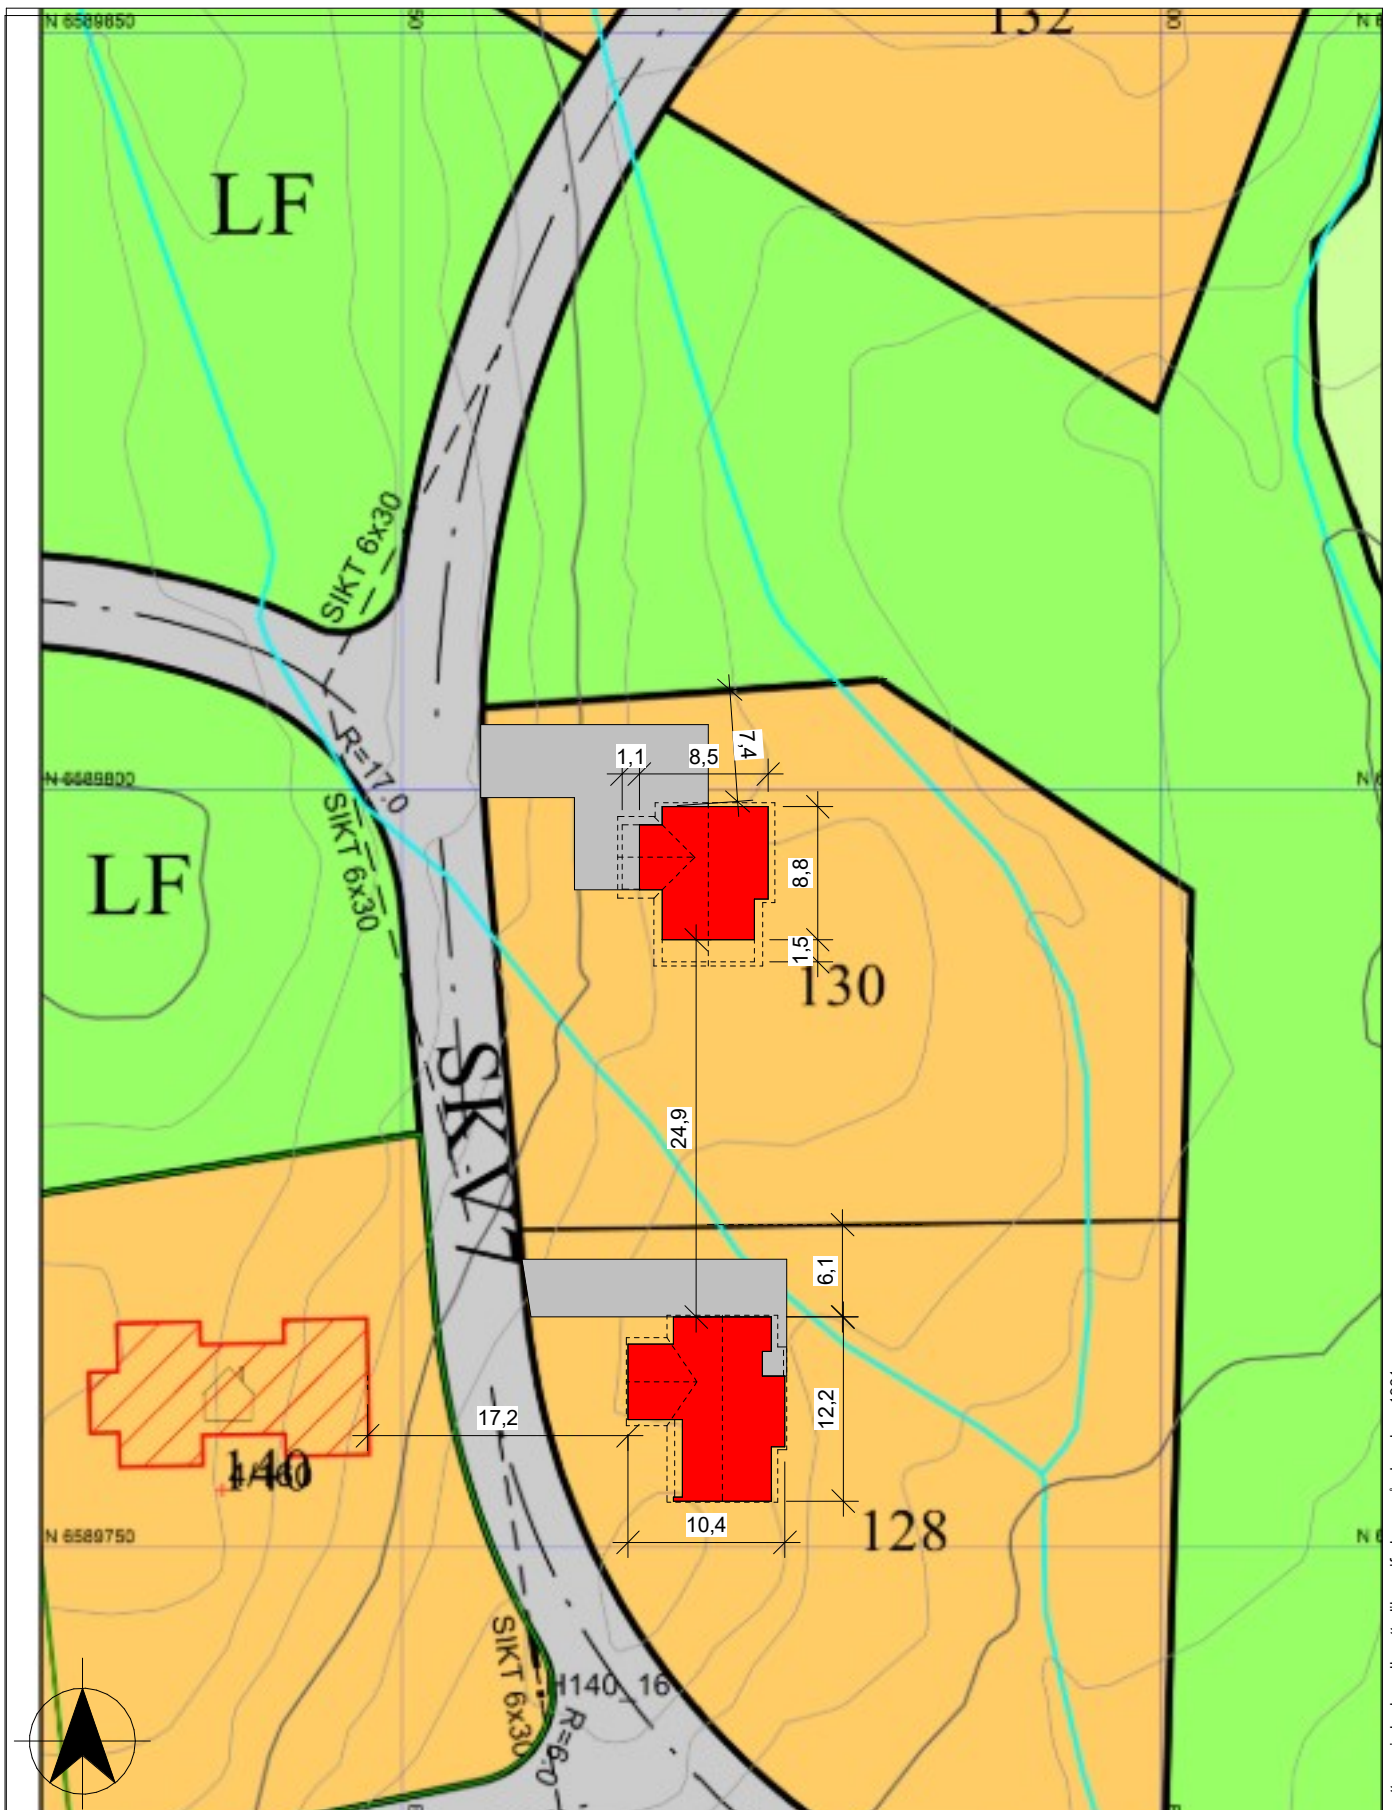 N 6589850
132
LF
SIKT 6x30
R=17.0
N 6589800
1,1
8,5
7,4
8,8
1,5
SIKT 6x30
LF
130
SKV7
24,9
6,1
12,2
17,2
140
10,4
128
N 6589750
SIKT 6x30
H140_16
R=6.0